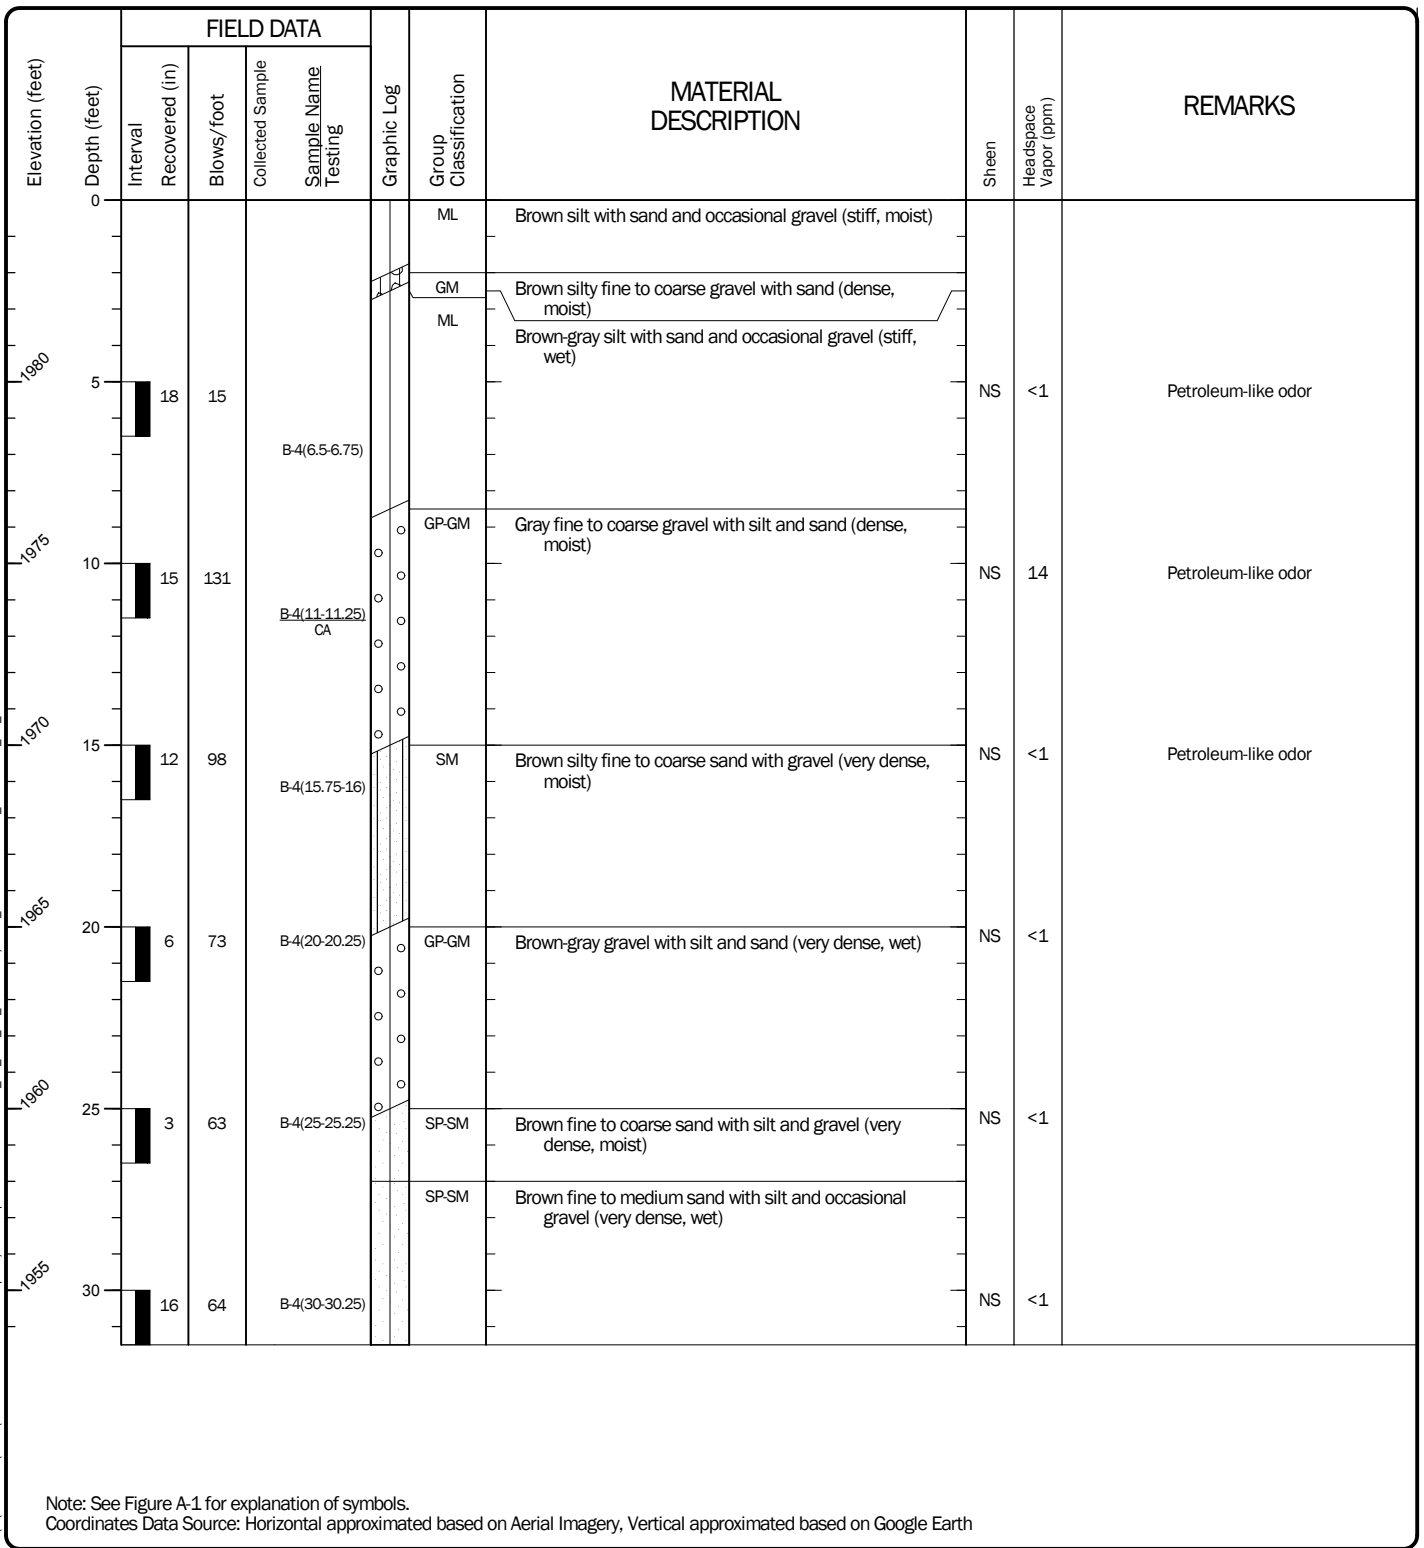 FIELD DATA
Elevation (feet)
Depth (feet)
Interval
Recovered (in)
Blows/foot
Collected Sample
Sample Name
Testing
Graphic Log
Group
Classification
MATERIAL
DESCRIPTION
Sheen
Headspace
Vapor (ppm)
REMARKS
0
ML
Brown silt with sand and occasional gravel (stiff, moist)
GM
Brown silty fine to coarse gravel with sand (dense,
moist)
ML
Brown-gray silt with sand and occasional gravel (stiff,
wet)
1980
5
18
15
NS
<1
Petroleum-like odor
B-4(6.5-6.75)
GP-GM
Gray fine to coarse gravel with silt and sand (dense,
moist)
1975
10
15
131
NS
14
Petroleum-like odor
B-4(11-11.25)
CA
1970
15
12
98
SM
Brown silty fine to coarse sand with gravel (very dense,
moist)
NS
<1
Petroleum-like odor
B-4(15.75-16)
1965
20
6
73
B-4(20-20.25)
GP-GM
Brown-gray gravel with silt and sand (very dense, wet)
NS
<1
1960
25
3
63
B-4(25-25.25)
SP-SM
Brown fine to coarse sand with silt and gravel (very
dense, moist)
NS
<1
SP-SM
Brown fine to medium sand with silt and occasional
gravel (very dense, wet)
1955
30
16
64
B-4(30-30.25)
NS
<1
Note: See Figure A-1 for explanation of symbols.
Coordinates Data Source: Horizontal approximated based on Aerial Imagery, Vertical approximated based on Google Earth